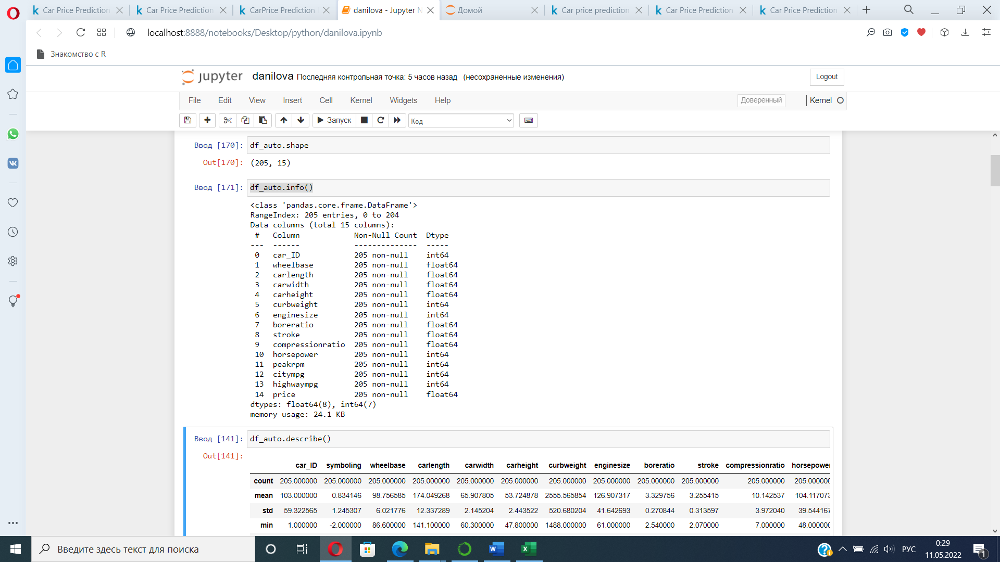 Car Price Prediction
Car Price Prediction
CarPrice Prediction
danilova - Jupyter N
Домой
Car price prediction
Car Price Prediction
Car Price Prediction
localhost:8888/notebooks/Desktop/python/danilova.ipynb
Знакомство с R
jupyter danilova Последняя контрольная точка: 5 часов назад (несохраненные изменения) Logout
File Edit View Insert Cell Kernel Widgets Help Доверенный Kernel
Запуск Код
Ввод [170]: df_auto.shape
Out[170]: (205, 15)
Ввод [171]: df_auto.info()
<class 'pandas.core.frame.DataFrame'>
RangeIndex: 205 entries, 0 to 204
Data columns (total 15 columns):
# Column Non-Null Count Dtype
--- ------ -------------- -----
0 car_ID 205 non-null int64
1 wheelbase 205 non-null float64
2 carlength 205 non-null float64
3 carwidth 205 non-null float64
4 carheight 205 non-null float64
5 curbweight 205 non-null int64
6 enginesize 205 non-null int64
7 boreratio 205 non-null float64
8 stroke 205 non-null float64
9 compressionratio 205 non-null float64
10 horsepower 205 non-null int64
11 peakrpm 205 non-null int64
12 citympg 205 non-null int64
13 highwaympg 205 non-null int64
14 price 205 non-null float64
dtypes: float64(8), int64(7)
memory usage: 24.1 KB
Ввод [141]: df_auto.describe()
Out[141]:
car_ID symboling wheelbase carlength carwidth carheight curbweight enginesize boreratio stroke compressionratio horsepower
count 205.000000 205.000000 205.000000 205.000000 205.000000 205.000000 205.000000 205.000000 205.000000 205.000000 205.000000 205.000000
mean 103.000000 0.834146 98.756585 174.049268 65.907805 53.724878 2555.565854 126.907317 3.329756 3.255415 10.142537 104.117073
std 59.322565 1.245307 6.021776 12.337289 2.145204 2.443522 520.680204 41.642693 0.270844 0.313597 3.972040 39.544167
min 1.000000 -2.000000 86.600000 141.100000 60.300000 47.800000 1488.000000 61.000000 2.540000 2.070000 7.000000 48.000000
Введите здесь текст для поиска
РУС
0:29
11.05.2022
1